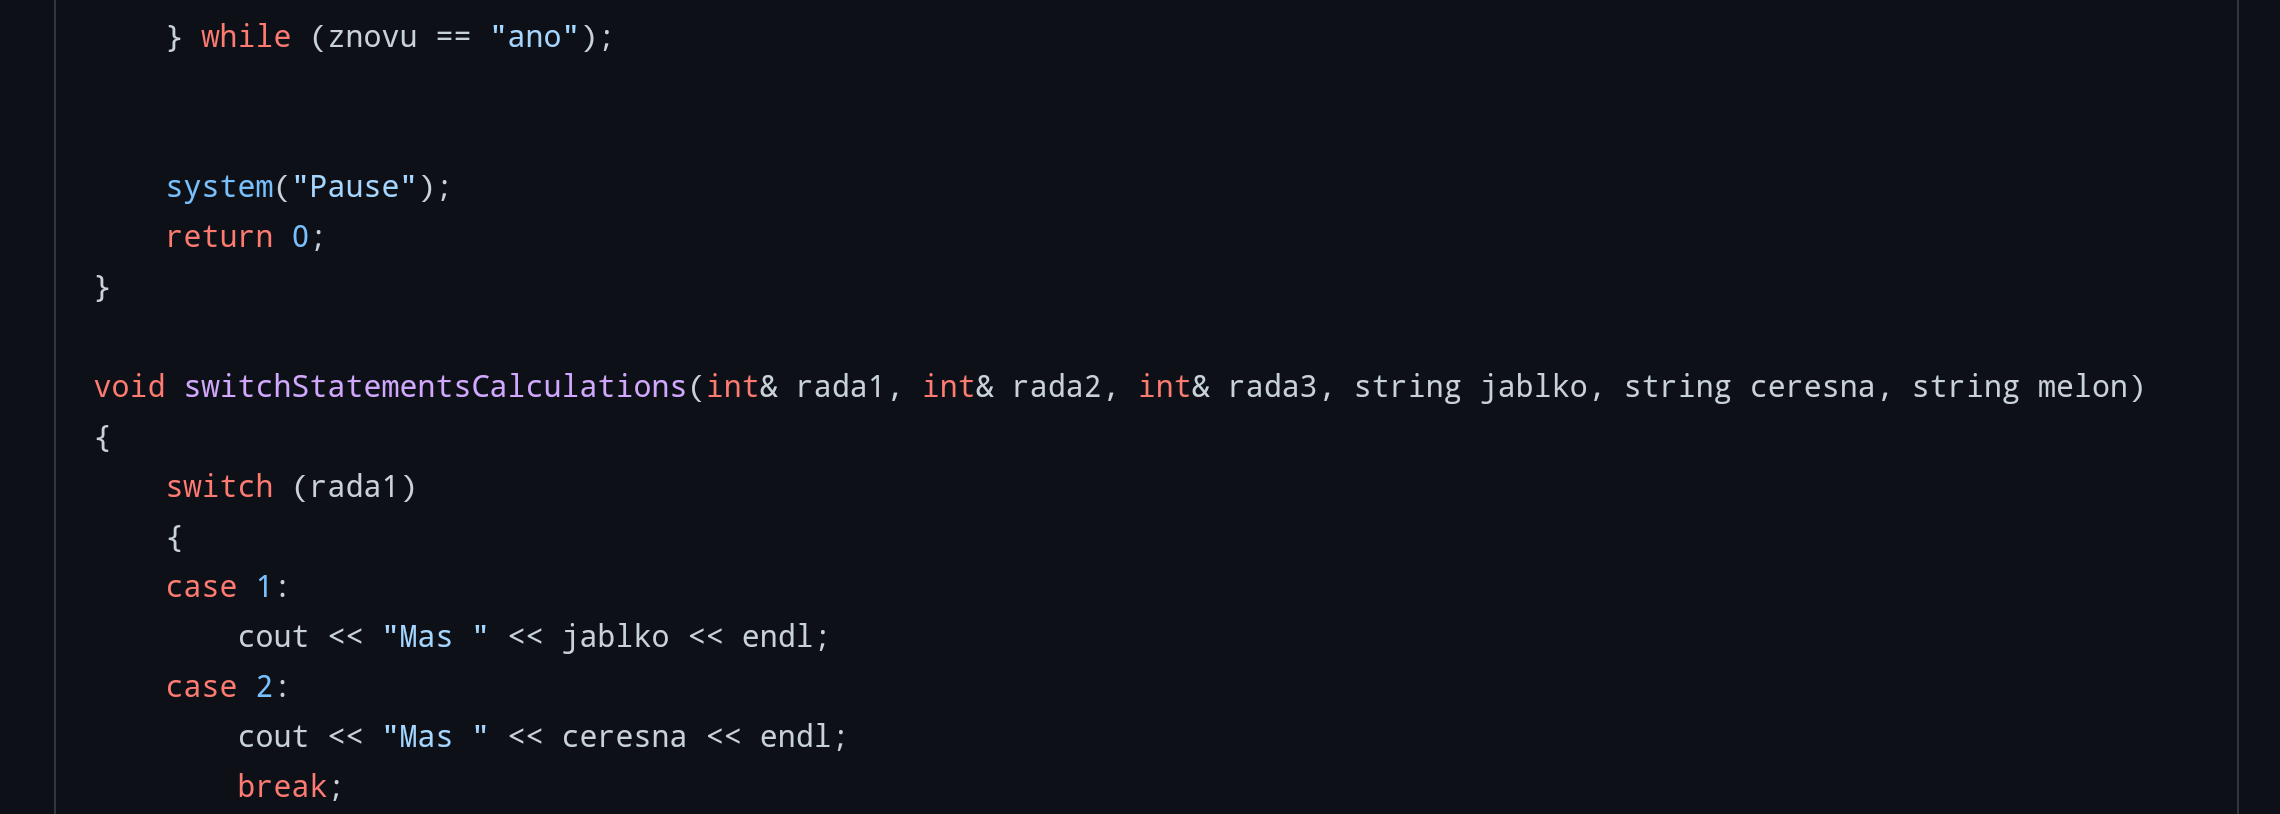 } while (znovu == "ano");
system("Pause");
return 0;
}
void switchStatementsCalculations(int& rada1, int& rada2, int& rada3, string jablko, string ceresna, string melon)
{
switch (rada1)
{
case 1:
cout << "Mas " << jablko << endl;
case 2:
cout << "Mas " << ceresna << endl;
break;